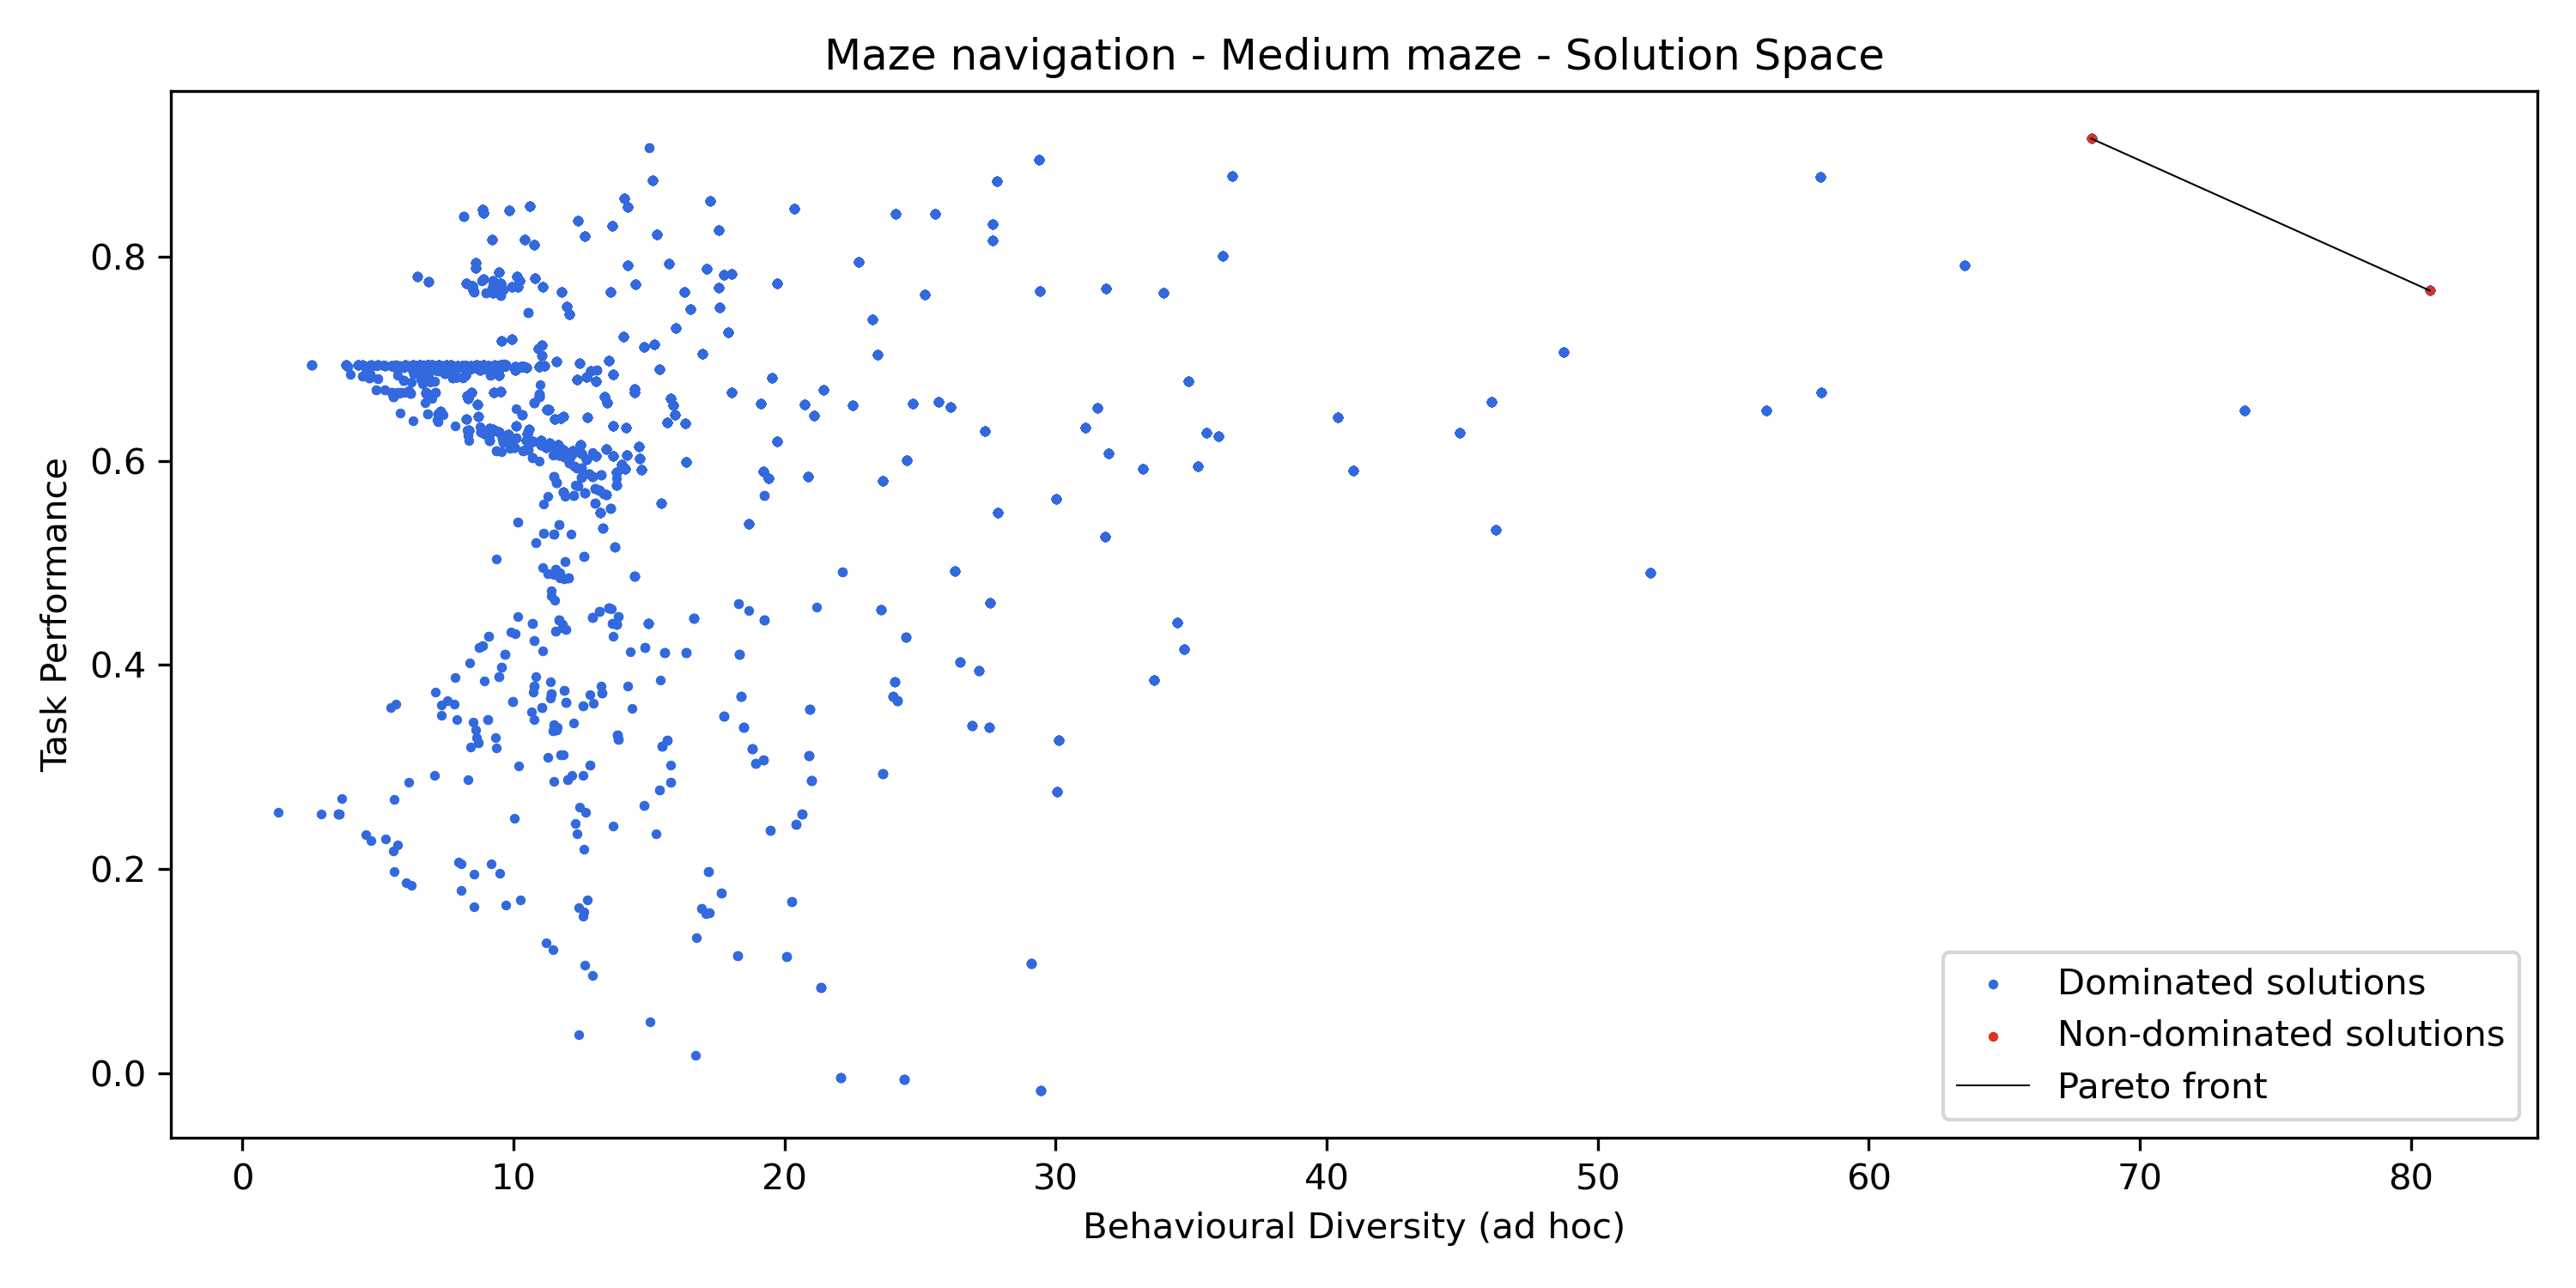 Maze navigation - Medium maze - Solution Space
Task Performance
0.8
0.6
0.4
0.2
0.0
0 10 20 30 40 50 60 70 80
Behavioural Diversity (ad hoc)
Dominated solutions
Non-dominated solutions
Pareto front